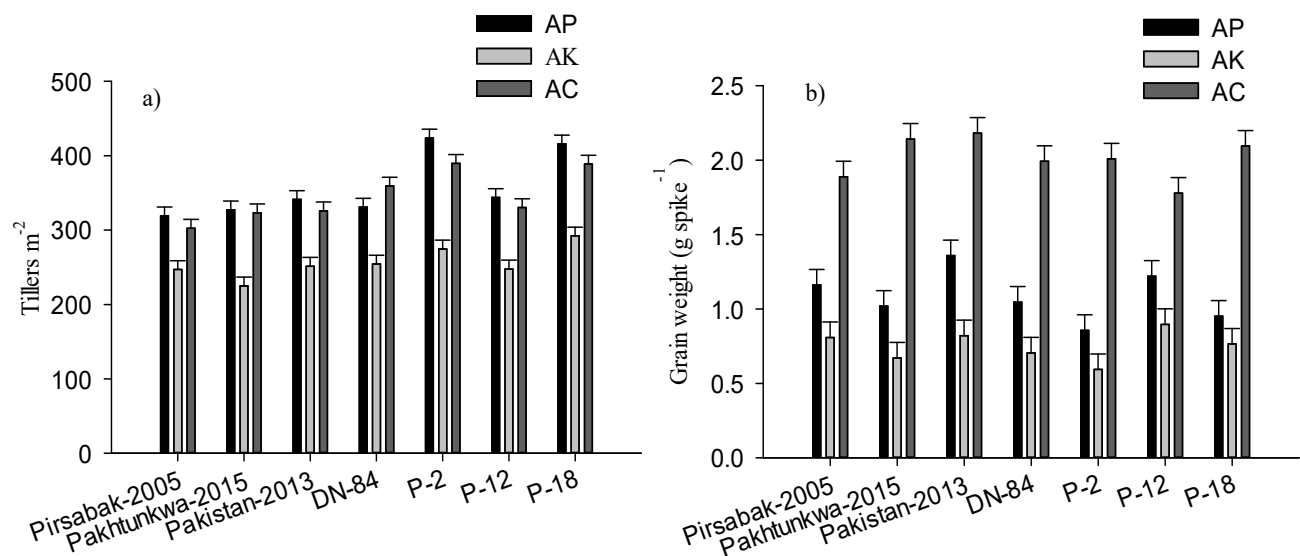 AP
AK
AC
a)
Tillers m-2
500
400
300
200
100
0
Pirsabak-2005
Pakhtunkwa-2015
Pakistan-2013
DN-84
P-2
P-12
P-18
AP
AK
AC
b)
Grain weight (g spike-1)
2.5
2.0
1.5
1.0
0.5
0.0
Pirsabak-2005
Pakhtunkwa-2015
Pakistan-2013
DN-84
P-2
P-12
P-18